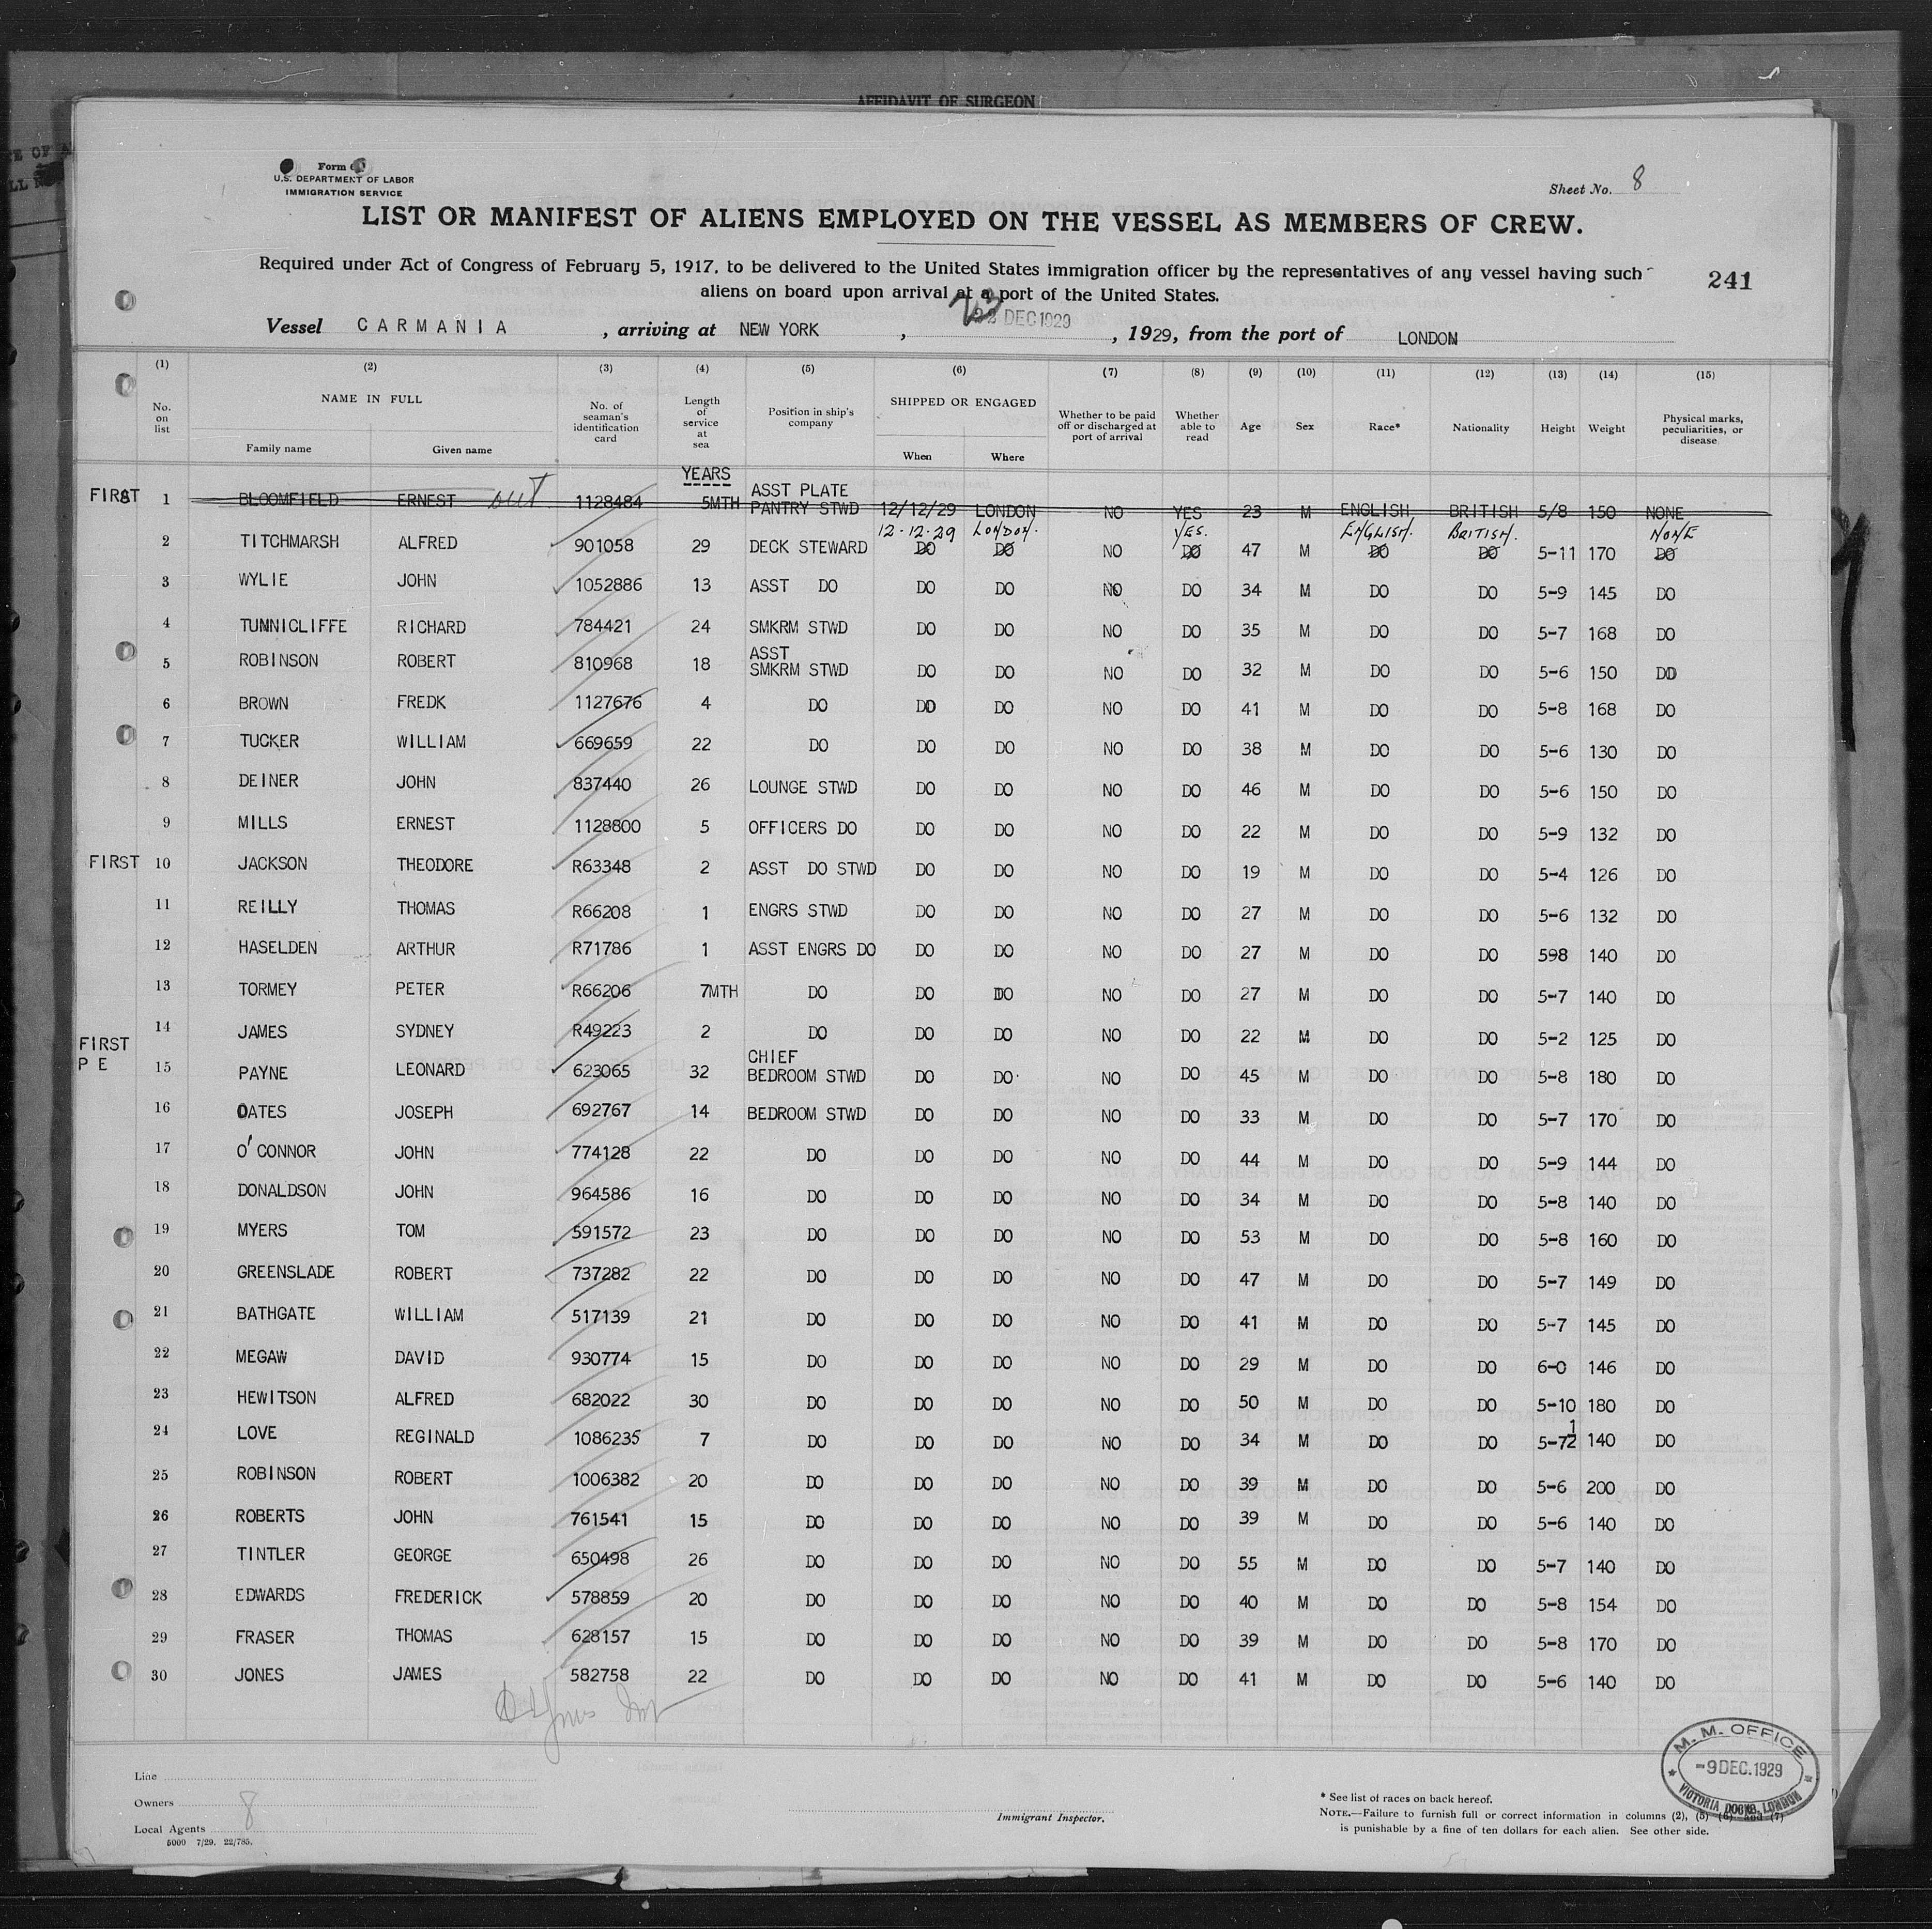 AFFIDAVIT OF SURGEON
Form
U.S. DEPARTMENT OF LABOR
IMMIGRATION SERVICE
Sheet No. 8
LIST OR MANIFEST OF ALIENS EMPLOYED ON THE VESSEL AS MEMBERS OF CREW.
Required under Act of Congress of February 5, 1917, to be delivered to the United States immigration officer by the representatives of any vessel having such
aliens on board upon arrival at a port of the United States.
241
23
22 DEC 1929
Vessel CARMANIA , arriving at NEW YORK , , 1929, from the port of LONDON
(1) (2) (3) (4) (5) (6) (7) (8) (9) (10) (11) (12) (13) (14) (15)
No. on list NAME IN FULL Family name Given name No. of seaman's identification card Length of service at sea Position in ship's company SHIPPED OR ENGAGED When Where Whether to be paid off or discharged at port of arrival Whether able to read Age Sex Race* Nationality Height Weight Physical marks, peculiarities, or disease
YEARS
FIRST 1 BLOOMFIELD ERNEST out 1128484 5MTH ASST PLATE PANTRY STWD 12/12/29 LONDON NO YES 23 M ENGLISH BRITISH 5/8 150 NONE
12-12-29 LONDON. YES. ENGLISH. BRITISH. NONE
2 TITCHMARSH ALFRED 901058 29 DECK STEWARD DO DO NO DO 47 M DO DO 5-11 170 DO
3 WYLIE JOHN 1052886 13 ASST DO DO DO NO DO 34 M DO DO 5-9 145 DO
4 TUNNICLIFFE RICHARD 784421 24 SMKRM STWD DO DO NO DO 35 M DO DO 5-7 168 DO
5 ROBINSON ROBERT 810968 18 ASST SMKRM STWD DO DO NO DO 32 M DO DO 5-6 150 DO
6 BROWN FREDK 1127676 4 DO DO DO NO DO 41 M DO DO 5-8 168 DO
7 TUCKER WILLIAM 669659 22 DO DO DO NO DO 38 M DO DO 5-6 130 DO
8 DEINER JOHN 837440 26 LOUNGE STWD DO DO NO DO 46 M DO DO 5-6 150 DO
9 MILLS ERNEST 1128800 5 OFFICERS DO DO DO NO DO 22 M DO DO 5-9 132 DO
FIRST 10 JACKSON THEODORE R63348 2 ASST DO STWD DO DO NO DO 19 M DO DO 5-4 126 DO
11 REILLY THOMAS R66208 1 ENGRS STWD DO DO NO DO 27 M DO DO 5-6 132 DO
12 HASELDEN ARTHUR R71786 1 ASST ENGRS DO DO DO NO DO 27 M DO DO 598 140 DO
13 TORMEY PETER R66206 7MTH DO DO DO NO DO 27 M DO DO 5-7 140 DO
14 JAMES SYDNEY R49223 2 DO DO DO NO DO 22 M DO DO 5-2 125 DO
FIRST
P E 15 PAYNE LEONARD 623065 32 CHIEF BEDROOM STWD DO DO NO DO 45 M DO DO 5-8 180 DO
16 OATES JOSEPH 692767 14 BEDROOM STWD DO DO NO DO 33 M DO DO 5-7 170 DO
17 O'CONNOR JOHN 774128 22 DO DO DO NO DO 44 M DO DO 5-9 144 DO
18 DONALDSON JOHN 964586 16 DO DO DO NO DO 34 M DO DO 5-8 140 DO
19 MYERS TOM 591572 23 DO DO DO NO DO 53 M DO DO 5-8 160 DO
20 GREENSLADE ROBERT 737282 22 DO DO DO NO DO 47 M DO DO 5-7 149 DO
21 BATHGATE WILLIAM 517139 21 DO DO DO NO DO 41 M DO DO 5-7 145 DO
22 MEGAW DAVID 930774 15 DO DO DO NO DO 29 M DO DO 6-0 146 DO
23 HEWITSON ALFRED 682022 30 DO DO DO NO DO 50 M DO DO 5-10 180 DO
24 LOVE REGINALD 1086235 7 DO DO DO NO DO 34 M DO DO 5-7½ 140 DO
25 ROBINSON ROBERT 1006382 20 DO DO DO NO DO 39 M DO DO 5-6 200 DO
26 ROBERTS JOHN 761541 15 DO DO DO NO DO 39 M DO DO 5-6 140 DO
27 TINTLER GEORGE 650498 26 DO DO DO NO DO 55 M DO DO 5-7 140 DO
28 EDWARDS FREDERICK 578859 20 DO DO DO NO DO 40 M DO DO 5-8 154 DO
29 FRASER THOMAS 628157 15 DO DO DO NO DO 39 M DO DO 5-8 170 DO
30 JONES JAMES 582758 22 DO DO DO NO DO 41 M DO DO 5-6 140 DO
M. M. OFFICE
-9 DEC. 1929
VICTORIA DOCKS, LONDON
Line
Owners
8
Local Agents
5000 7/29. 22/785.
Immigrant Inspector.
* See list of races on back hereof.
NOTE.—Failure to furnish full or correct information in columns (2), (5) (6) and (7)
is punishable by a fine of ten dollars for each alien. See other side.